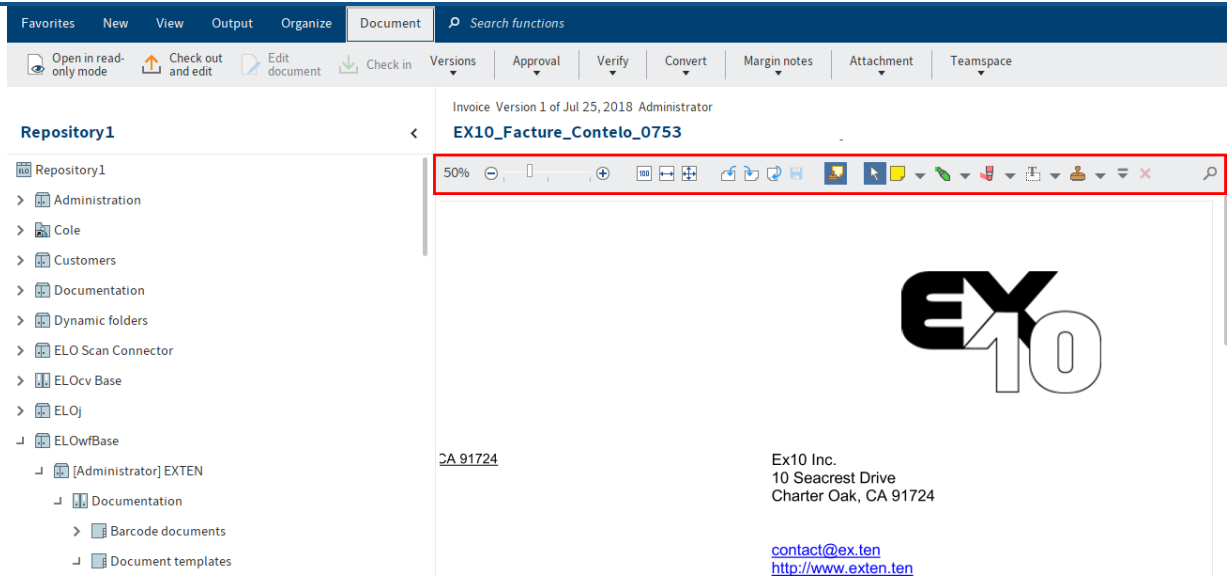 Favorites New View Output Organize Document Search functions
Open in read-only mode
Check out and edit
Edit document
Check in
Versions Approval Verify Convert Margin notes Attachment Teamspace
Invoice Version 1 of Jul 25, 2018 Administrator
Repository1
EX10_Facture_Contelo_0753
50%
100
ELO Repository1
Administration
Cole
Customers
Documentation
Dynamic folders
ELO Scan Connector
ELOcv Base
ELOj
ELOwfBase
[Administrator] EXTEN
Documentation
Barcode documents
Document templates
EX10
CA 91724
Ex10 Inc.
10 Seacrest Drive
Charter Oak, CA 91724
contact@ex.ten
http://www.exten.ten